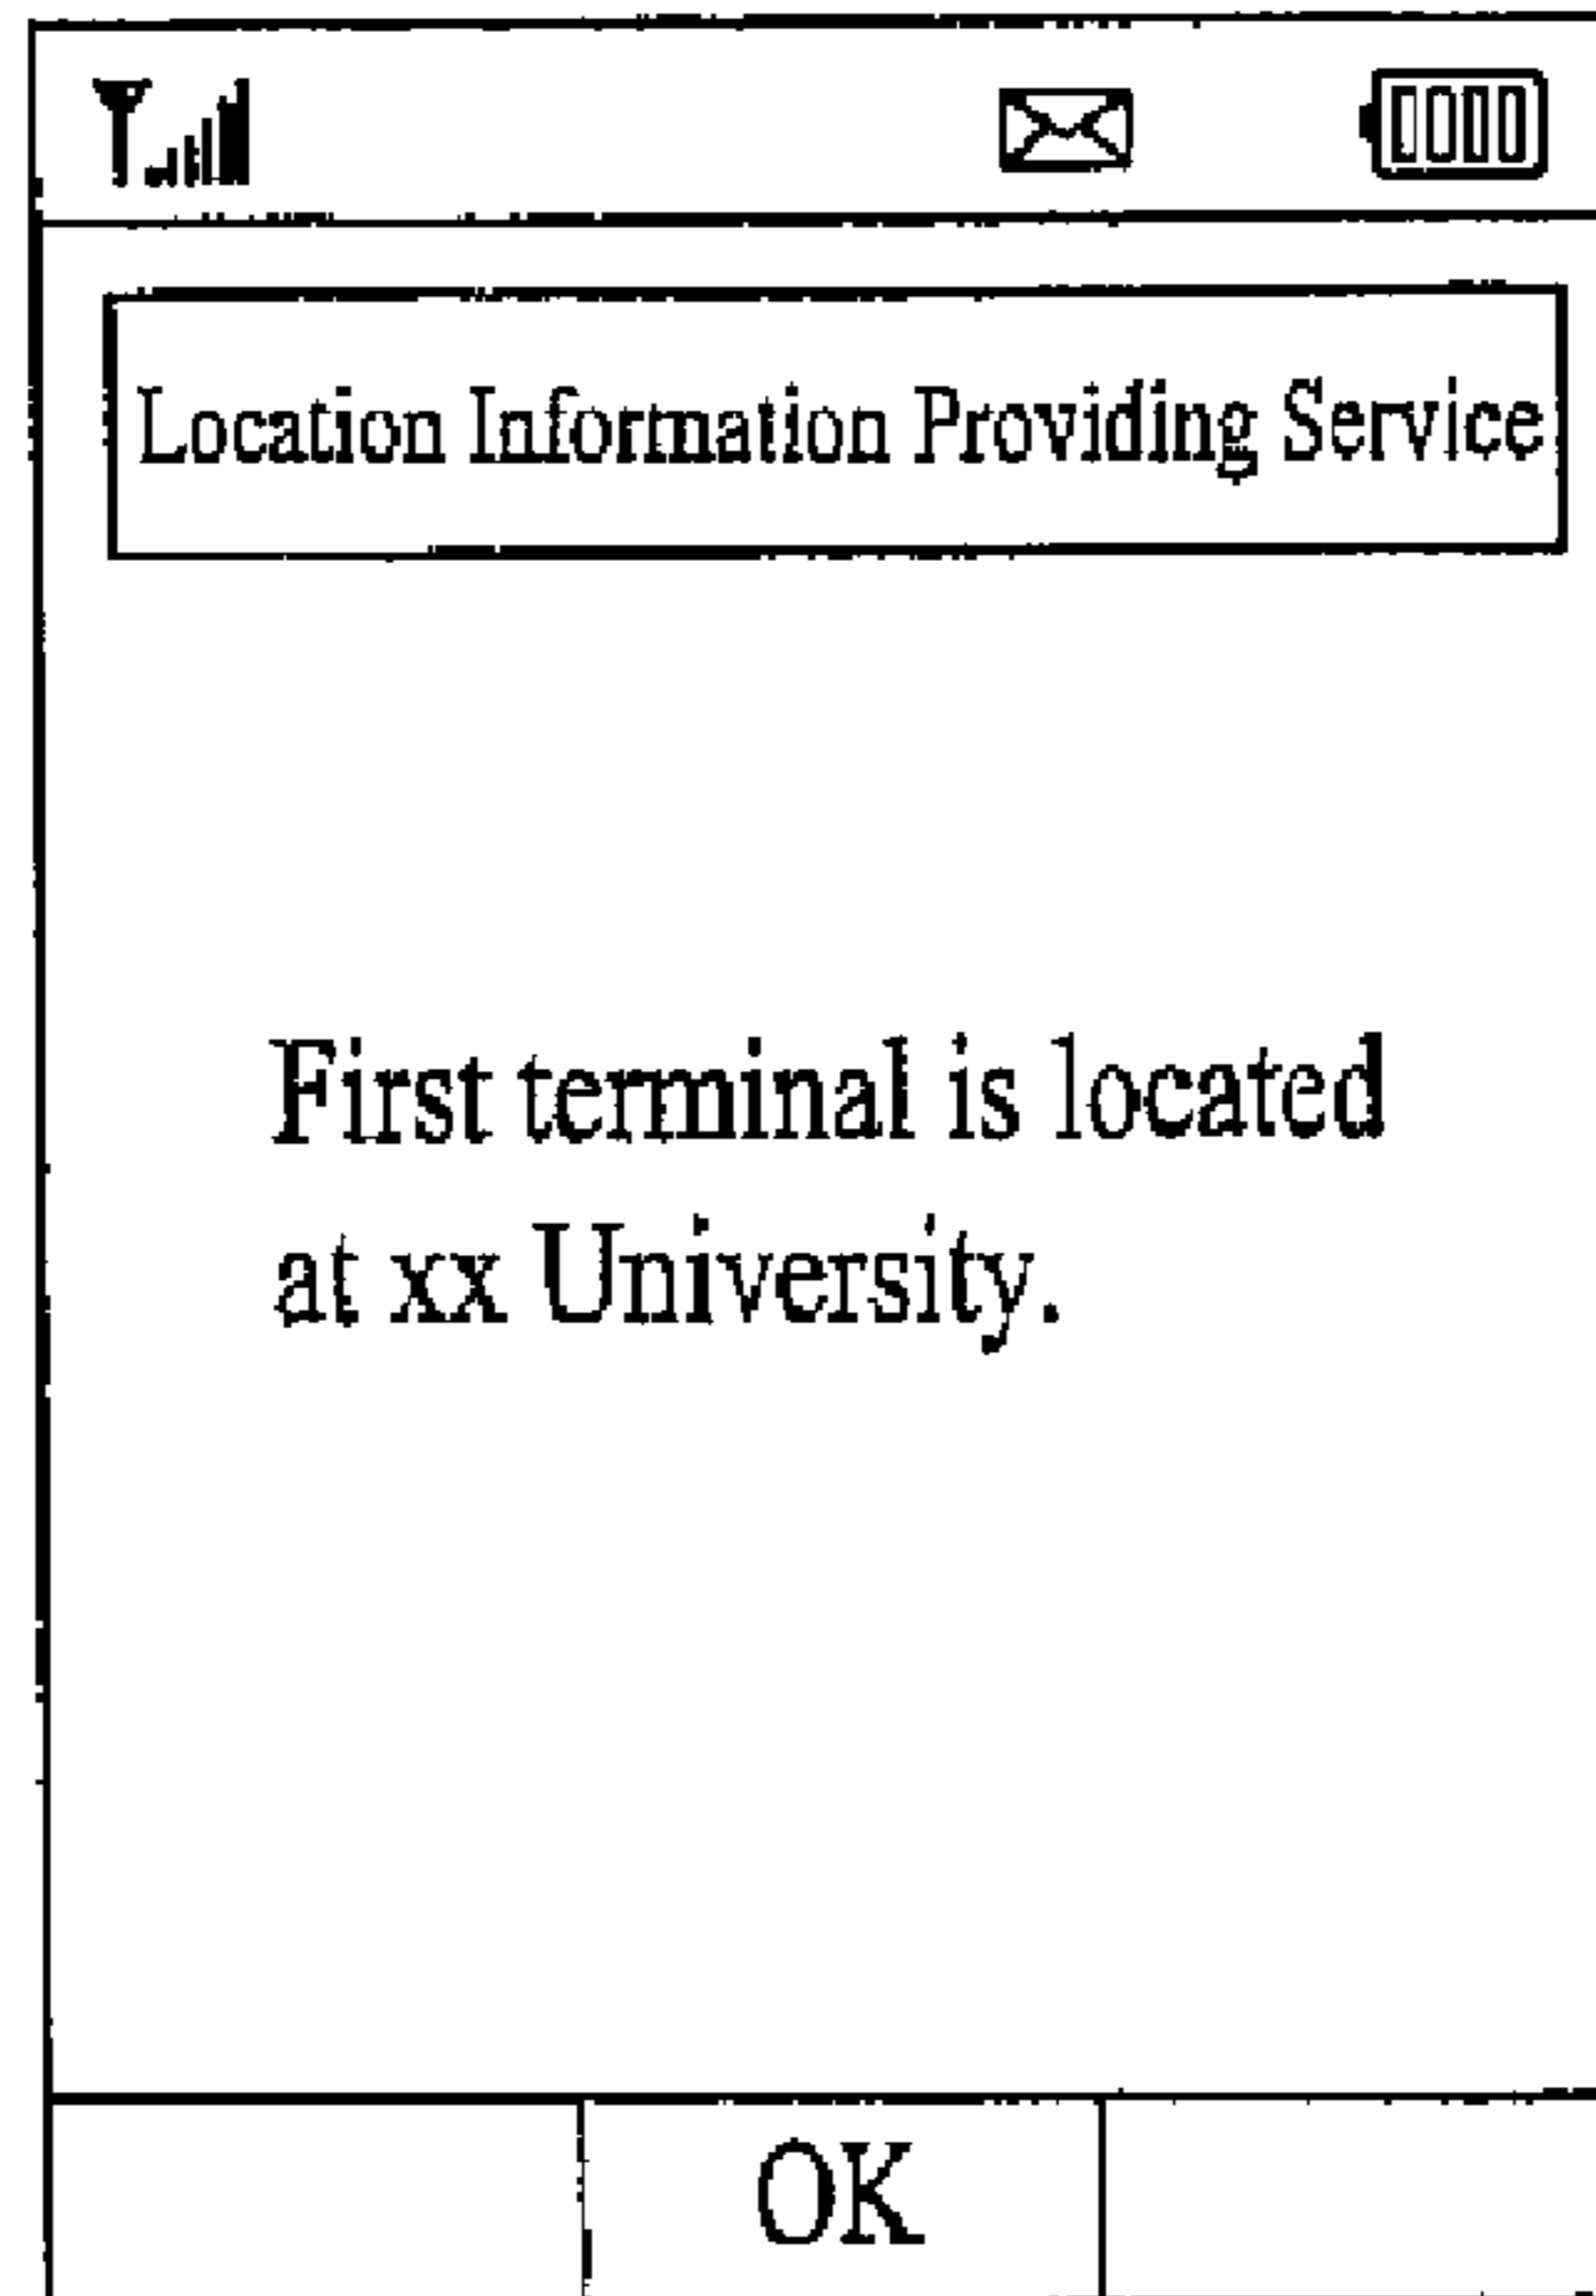 Location Information Providing Service
First terminal is located
at xx University.
OK